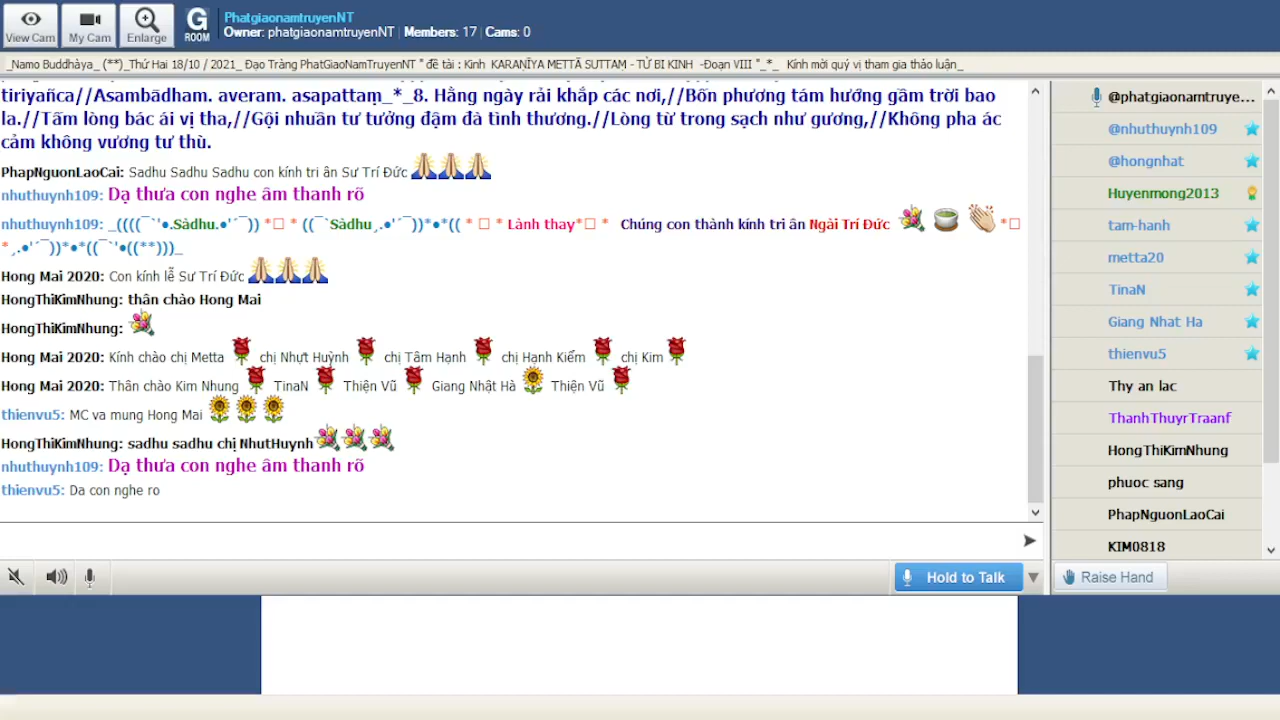 View Cam
My Cam
Enlarge
G
ROOM
PhatgiaonamtruyenNT
Owner: phatgiaonamtruyenNT | Members: 17 | Cams: 0
_Namo Buddhàya_ (**)_Thứ Hai 18/10 / 2021_ Đạo Tràng PhatGiaoNamTruyenNT " đề tài : Kinh KARAṆĪYA METTĀ SUTTAM - TỪ BI KINH -Đoạn VIII "_*_ Kính mời quý vị tham gia thảo luận_
tiriyañca//Asambādham. averam. asapattaṃ_*_8. Hằng ngày rải khắp các nơi,//Bốn phương tám hướng gầm trời bao
la.//Tấm lòng bác ái vị tha,//Gội nhuần tư tưởng đậm đà tình thương.//Lòng từ trong sạch như gương,//Không pha ác
cảm không vương tư thù.
PhapNguonLaoCai: Sadhu Sadhu Sadhu con kính tri ân Sư Trí Đức
nhuthuynh109: Dạ thưa con nghe âm thanh rõ
nhuthuynh109: _((((¯`'•.Sàdhu.•'´¯)) *□ * ((¯`Sàdhu¸.•'´¯))*•*(( * □ * Lành thay*□ * Chúng con thành kính tri ân Ngài Trí Đức *□
*¸.•'´¯))*•*((¯`'•((**)))_
Hong Mai 2020: Con kính lễ Sư Trí Đức
HongThiKimNhung: thân chào Hong Mai
HongThiKimNhung:
Hong Mai 2020: Kính chào chị Metta chị Nhựt Huỳnh chị Tâm Hạnh chị Hạnh Kiểm chị Kim
Hong Mai 2020: Thân chào Kim Nhung TinaN Thiện Vũ Giang Nhật Hà Thiện Vũ
thienvu5: MC va mung Hong Mai
HongThiKimNhung: sadhu sadhu chị NhutHuynh
nhuthuynh109: Dạ thưa con nghe âm thanh rõ
thienvu5: Da con nghe ro
Hold to Talk
@phatgiaonamtruye...
@nhuthuynh109
@hongnhat
Huyenmong2013
tam-hanh
metta20
TinaN
Giang Nhat Ha
thienvu5
Thy an lac
ThanhThuyrTraanf
HongThiKimNhung
phuoc sang
PhapNguonLaoCai
KIM0818
Raise Hand